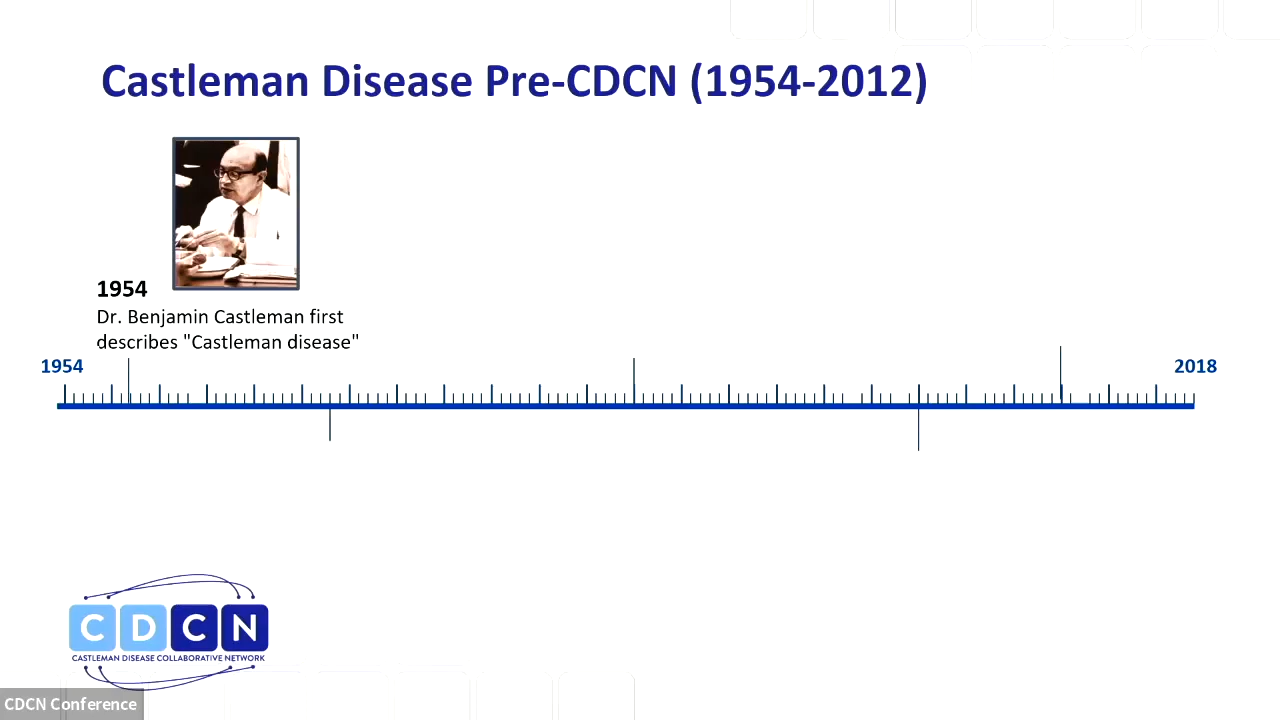 Castleman Disease Pre-CDCN (1954-2012)
1954
Dr. Benjamin Castleman first
describes "Castleman disease"
1954
2018
CDCN
CASTLEMAN DISEASE COLLABORATIVE NETWORK
CDCN Conference